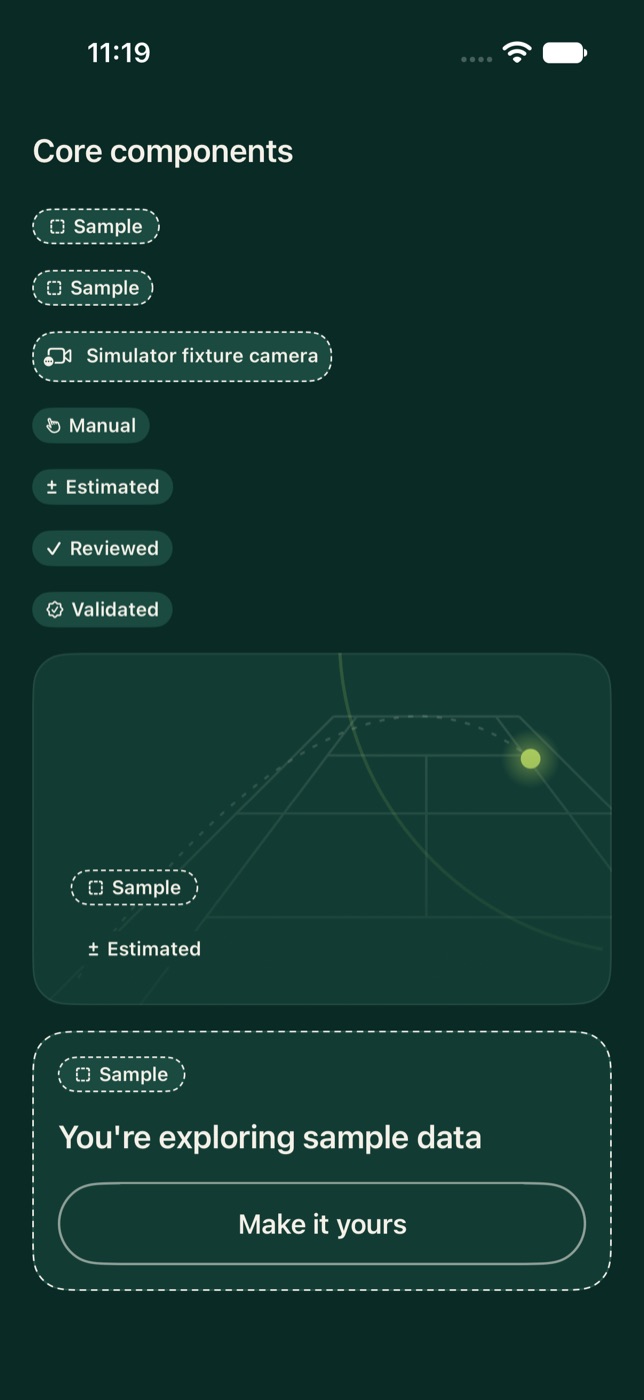 11:19
Core components
Sample
Sample
Simulator fixture camera
Manual
± Estimated
Reviewed
Validated
Sample
± Estimated
Sample
You're exploring sample data
Make it yours